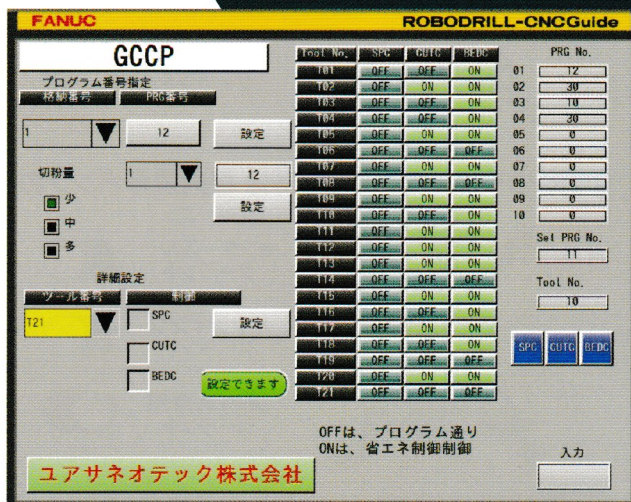 FANUC
ROBODRILL-CNCGuide
GCCP
プログラム番号指定
格納番号 PRG番号
1 12 設定
切粉量 1 12
少
設定
中
多
詳細設定
ツール番号 制御
T21 SPC 設定
CUTC
BEDC 設定できます
Tool No. SPC CUTC BEDC
T01 OFF OFF ON
T02 OFF ON ON
T03 OFF OFF ON
T04 OFF OFF ON
T05 OFF ON ON
T06 OFF OFF OFF
T07 OFF ON ON
T08 OFF OFF OFF
T09 OFF ON ON
T10 OFF OFF ON
T11 OFF ON ON
T12 OFF ON ON
T13 OFF ON ON
T14 OFF OFF OFF
T15 OFF ON ON
T16 OFF OFF ON
T17 OFF ON ON
T18 OFF OFF ON
T19 OFF OFF OFF
T20 OFF ON ON
T21 OFF OFF OFF
PRG No.
01 12
02 30
03 10
04 30
05 0
06 0
07 0
08 0
09 0
10 0
Set PRG No.
11
Tool No.
10
SPC CUTC BEDC
OFFは、プログラム通り
ONは、省エネ制御制御
入力
ユアサネオテック株式会社